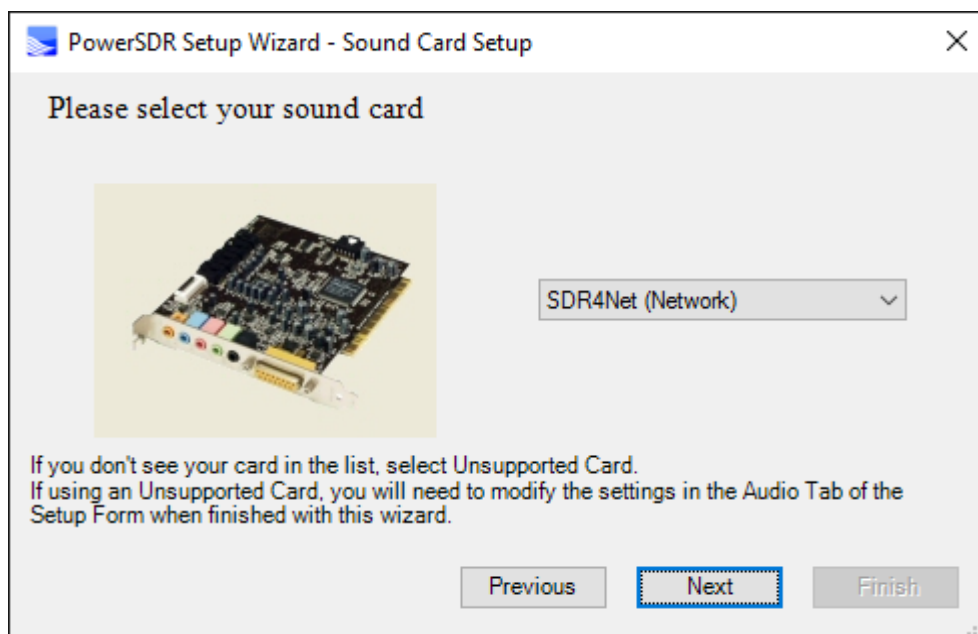 PowerSDR Setup Wizard - Sound Card Setup
Please select your sound card
SDR4Net (Network)
If you don't see your card in the list, select Unsupported Card.
If using an Unsupported Card, you will need to modify the settings in the Audio Tab of the
Setup Form when finished with this wizard.
Previous
Next
Finish